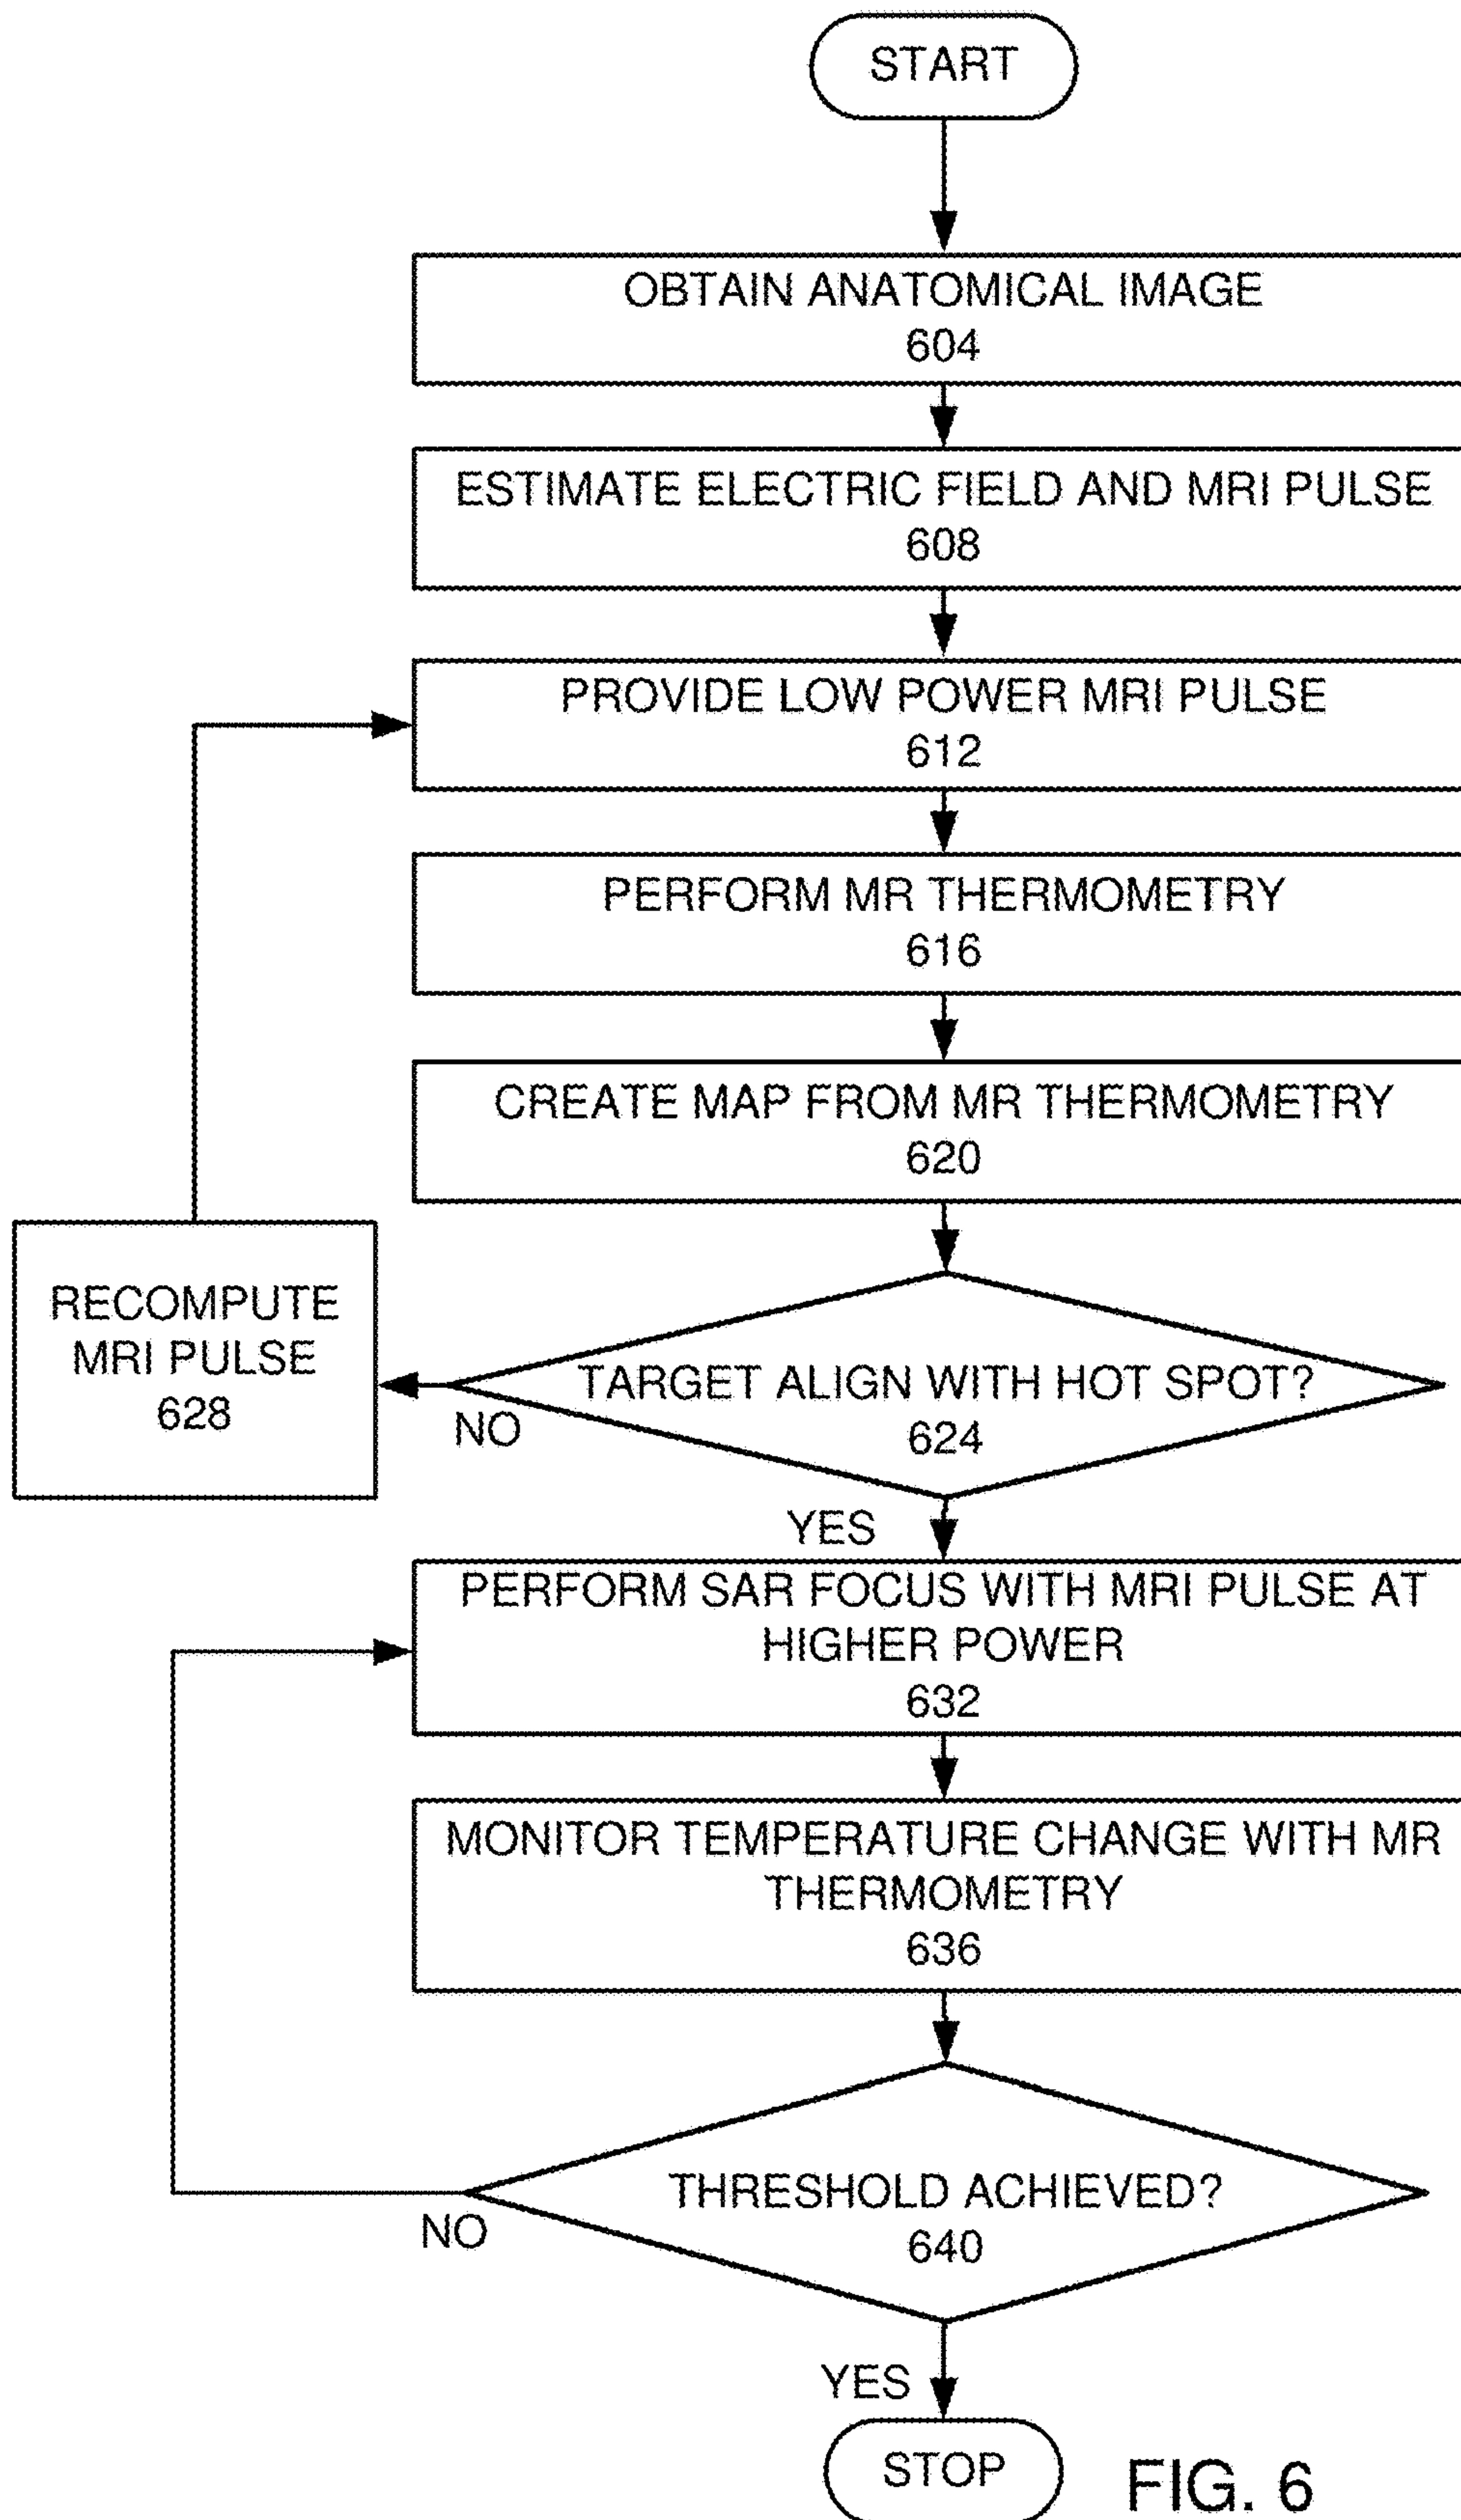 START
OBTAIN ANATOMICAL IMAGE
604
ESTIMATE ELECTRIC FIELD AND MRI PULSE
608
PROVIDE LOW POWER MRI PULSE
612
PERFORM MR THERMOMETRY
616
CREATE MAP FROM MR THERMOMETRY
620
RECOMPUTE
MRI PULSE
628
TARGET ALIGN WITH HOT SPOT?
624
NO
YES
PERFORM SAR FOCUS WITH MRI PULSE AT
HIGHER POWER
632
MONITOR TEMPERATURE CHANGE WITH MR
THERMOMETRY
636
THRESHOLD ACHIEVED?
640
NO
YES
STOP
FIG. 6